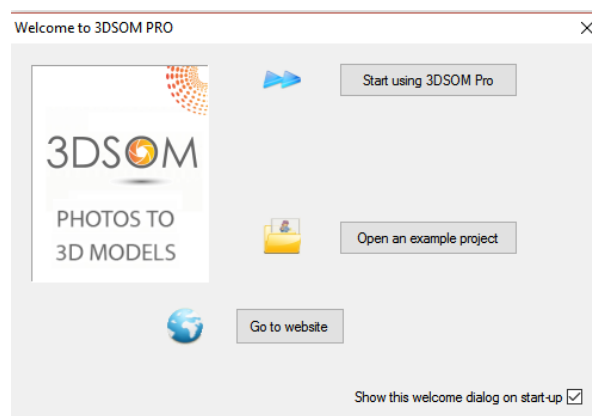 Welcome to 3DSOM PRO
Start using 3DSOM Pro
3DSOM
PHOTOS TO
3D MODELS
Open an example project
Go to website
Show this welcome dialog on start-up